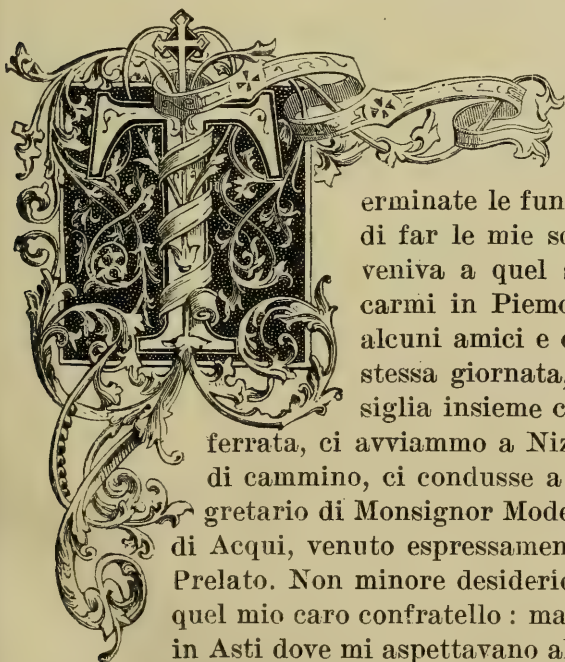 Terminate le fun
di far le mie s
veniva a quel s
carmi in Piemo
alcuni amici e
stessa giornata,
siglia insieme c
ferrata, ci avviammo a Niz
di cammino, ci condusse a
gretario di Monsignor Mode
di Acqui, venuto espressamen
Prelato. Non minore desiderio
quel mio caro confratello : ma
in Asti dove mi aspettavano al